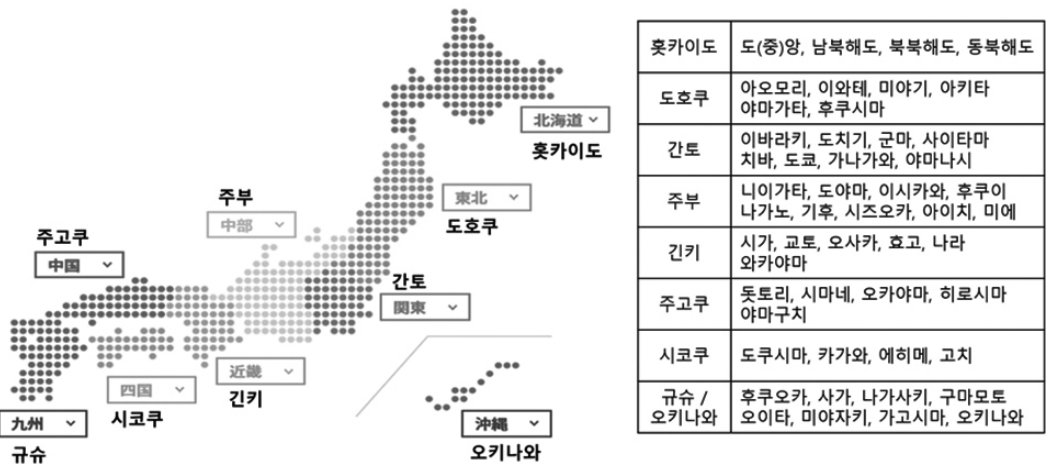 北海道
홋카이도
東北
도호쿠
주부
中部
주고쿠
中国
간토
関東
近畿
긴키
四国
시코쿠
九州
규슈
沖縄
오키나와
홋카이도 도(중)앙, 남북해도, 북북해도, 동북해도
도호쿠 아오모리, 이와테, 미야기, 아키타
야마가타, 후쿠시마
간토 이바라키, 도치기, 군마, 사이타마
치바, 도쿄, 가나가와, 야마나시
주부 니이가타, 도야마, 이시카와, 후쿠이
나가노, 기후, 시즈오카, 아이치, 미에
긴키 시가, 교토, 오사카, 효고, 나라
와카야마
주고쿠 돗토리, 시마네, 오카야마, 히로시마
야마구치
시코쿠 도쿠시마, 카가와, 에히메, 고치
규슈 / 후쿠오카, 사가, 나가사키, 구마모토
오키나와 오이타, 미야자키, 가고시마, 오키나와